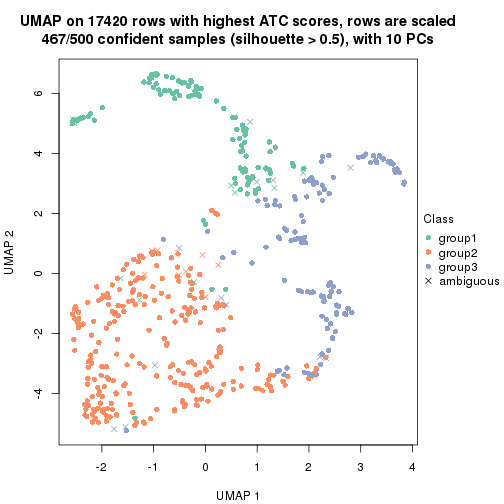 UMAP on 17420 rows with highest ATC scores, rows are scaled
467/500 confident samples (silhouette > 0.5), with 10 PCs
6
4
2
0
-2
-4
UMAP 2
-2
-1
0
1
2
3
4
UMAP 1
Class
group1
group2
group3
ambiguous